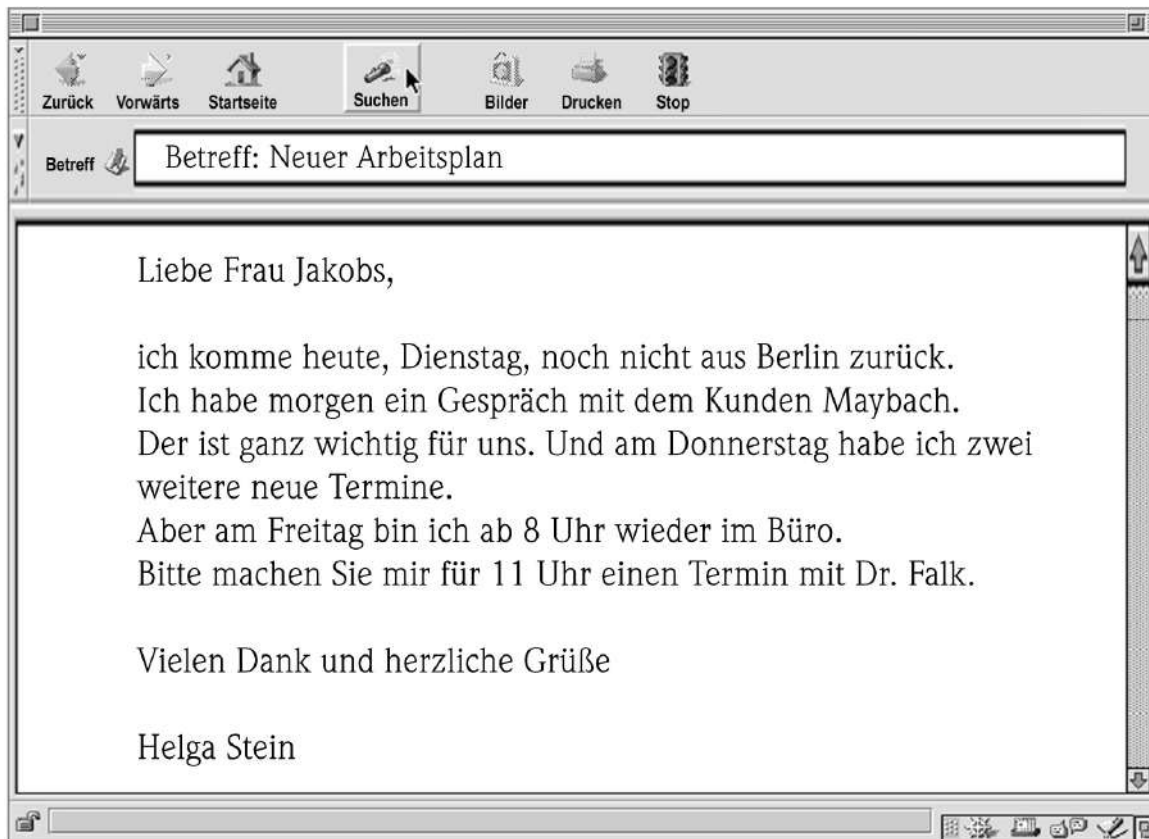 Zurück Vorwärts Startseite Suchen Bilder Drucken Stop
Betreff Betreff: Neuer Arbeitsplan
Liebe Frau Jakobs,
ich komme heute, Dienstag, noch nicht aus Berlin zurück.
Ich habe morgen ein Gespräch mit dem Kunden Maybach.
Der ist ganz wichtig für uns. Und am Donnerstag habe ich zwei
weitere neue Termine.
Aber am Freitag bin ich ab 8 Uhr wieder im Büro.
Bitte machen Sie mir für 11 Uhr einen Termin mit Dr. Falk.
Vielen Dank und herzliche Grüße
Helga Stein